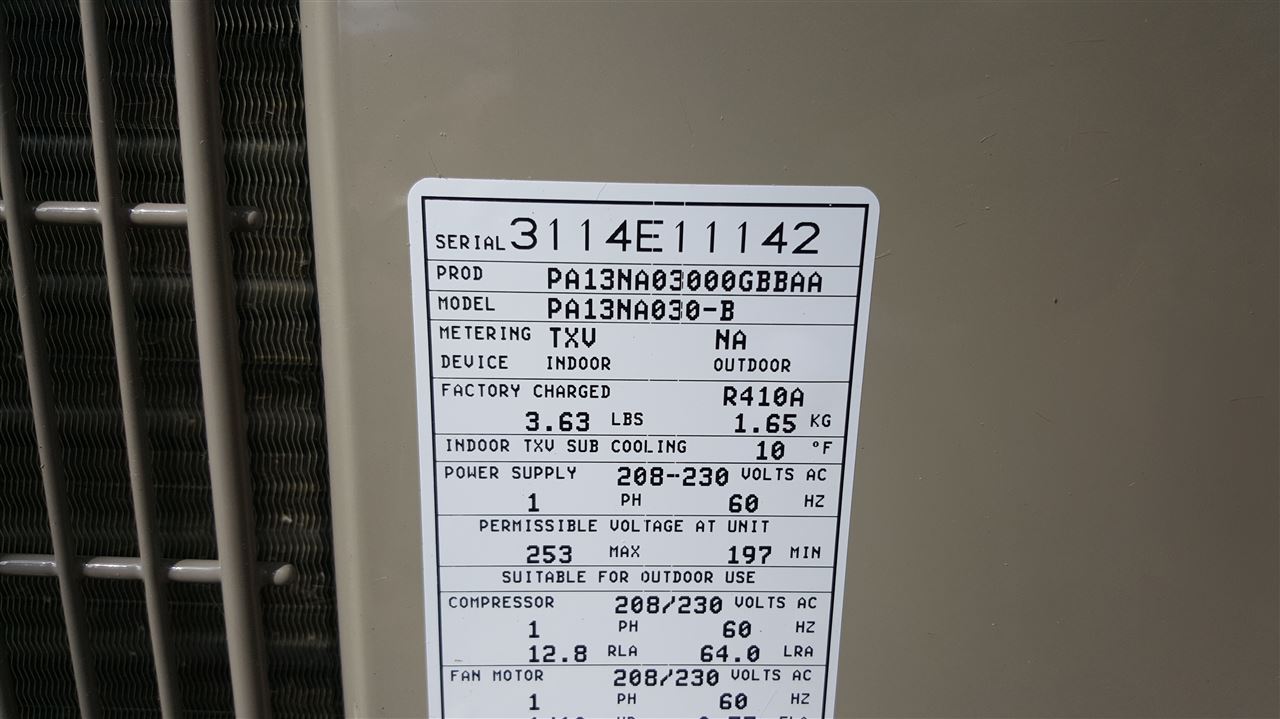 SERIAL 3114E11142
PROD PA13NA03000GBBAA
MODEL PA13NA030-B
METERING TXV NA
DEVICE INDOOR OUTDOOR
FACTORY CHARGED R410A
3.63 LBS 1.65 KG
INDOOR TXV SUB COOLING 10 °F
POWER SUPPLY 208-230 VOLTS AC
1 PH 60 HZ
PERMISSIBLE VOLTAGE AT UNIT
253 MAX 197 MIN
SUITABLE FOR OUTDOOR USE
COMPRESSOR 208/230 VOLTS AC
1 PH 60 HZ
12.8 RLA 64.0 LRA
FAN MOTOR 208/230 VOLTS AC
1 PH 60 HZ